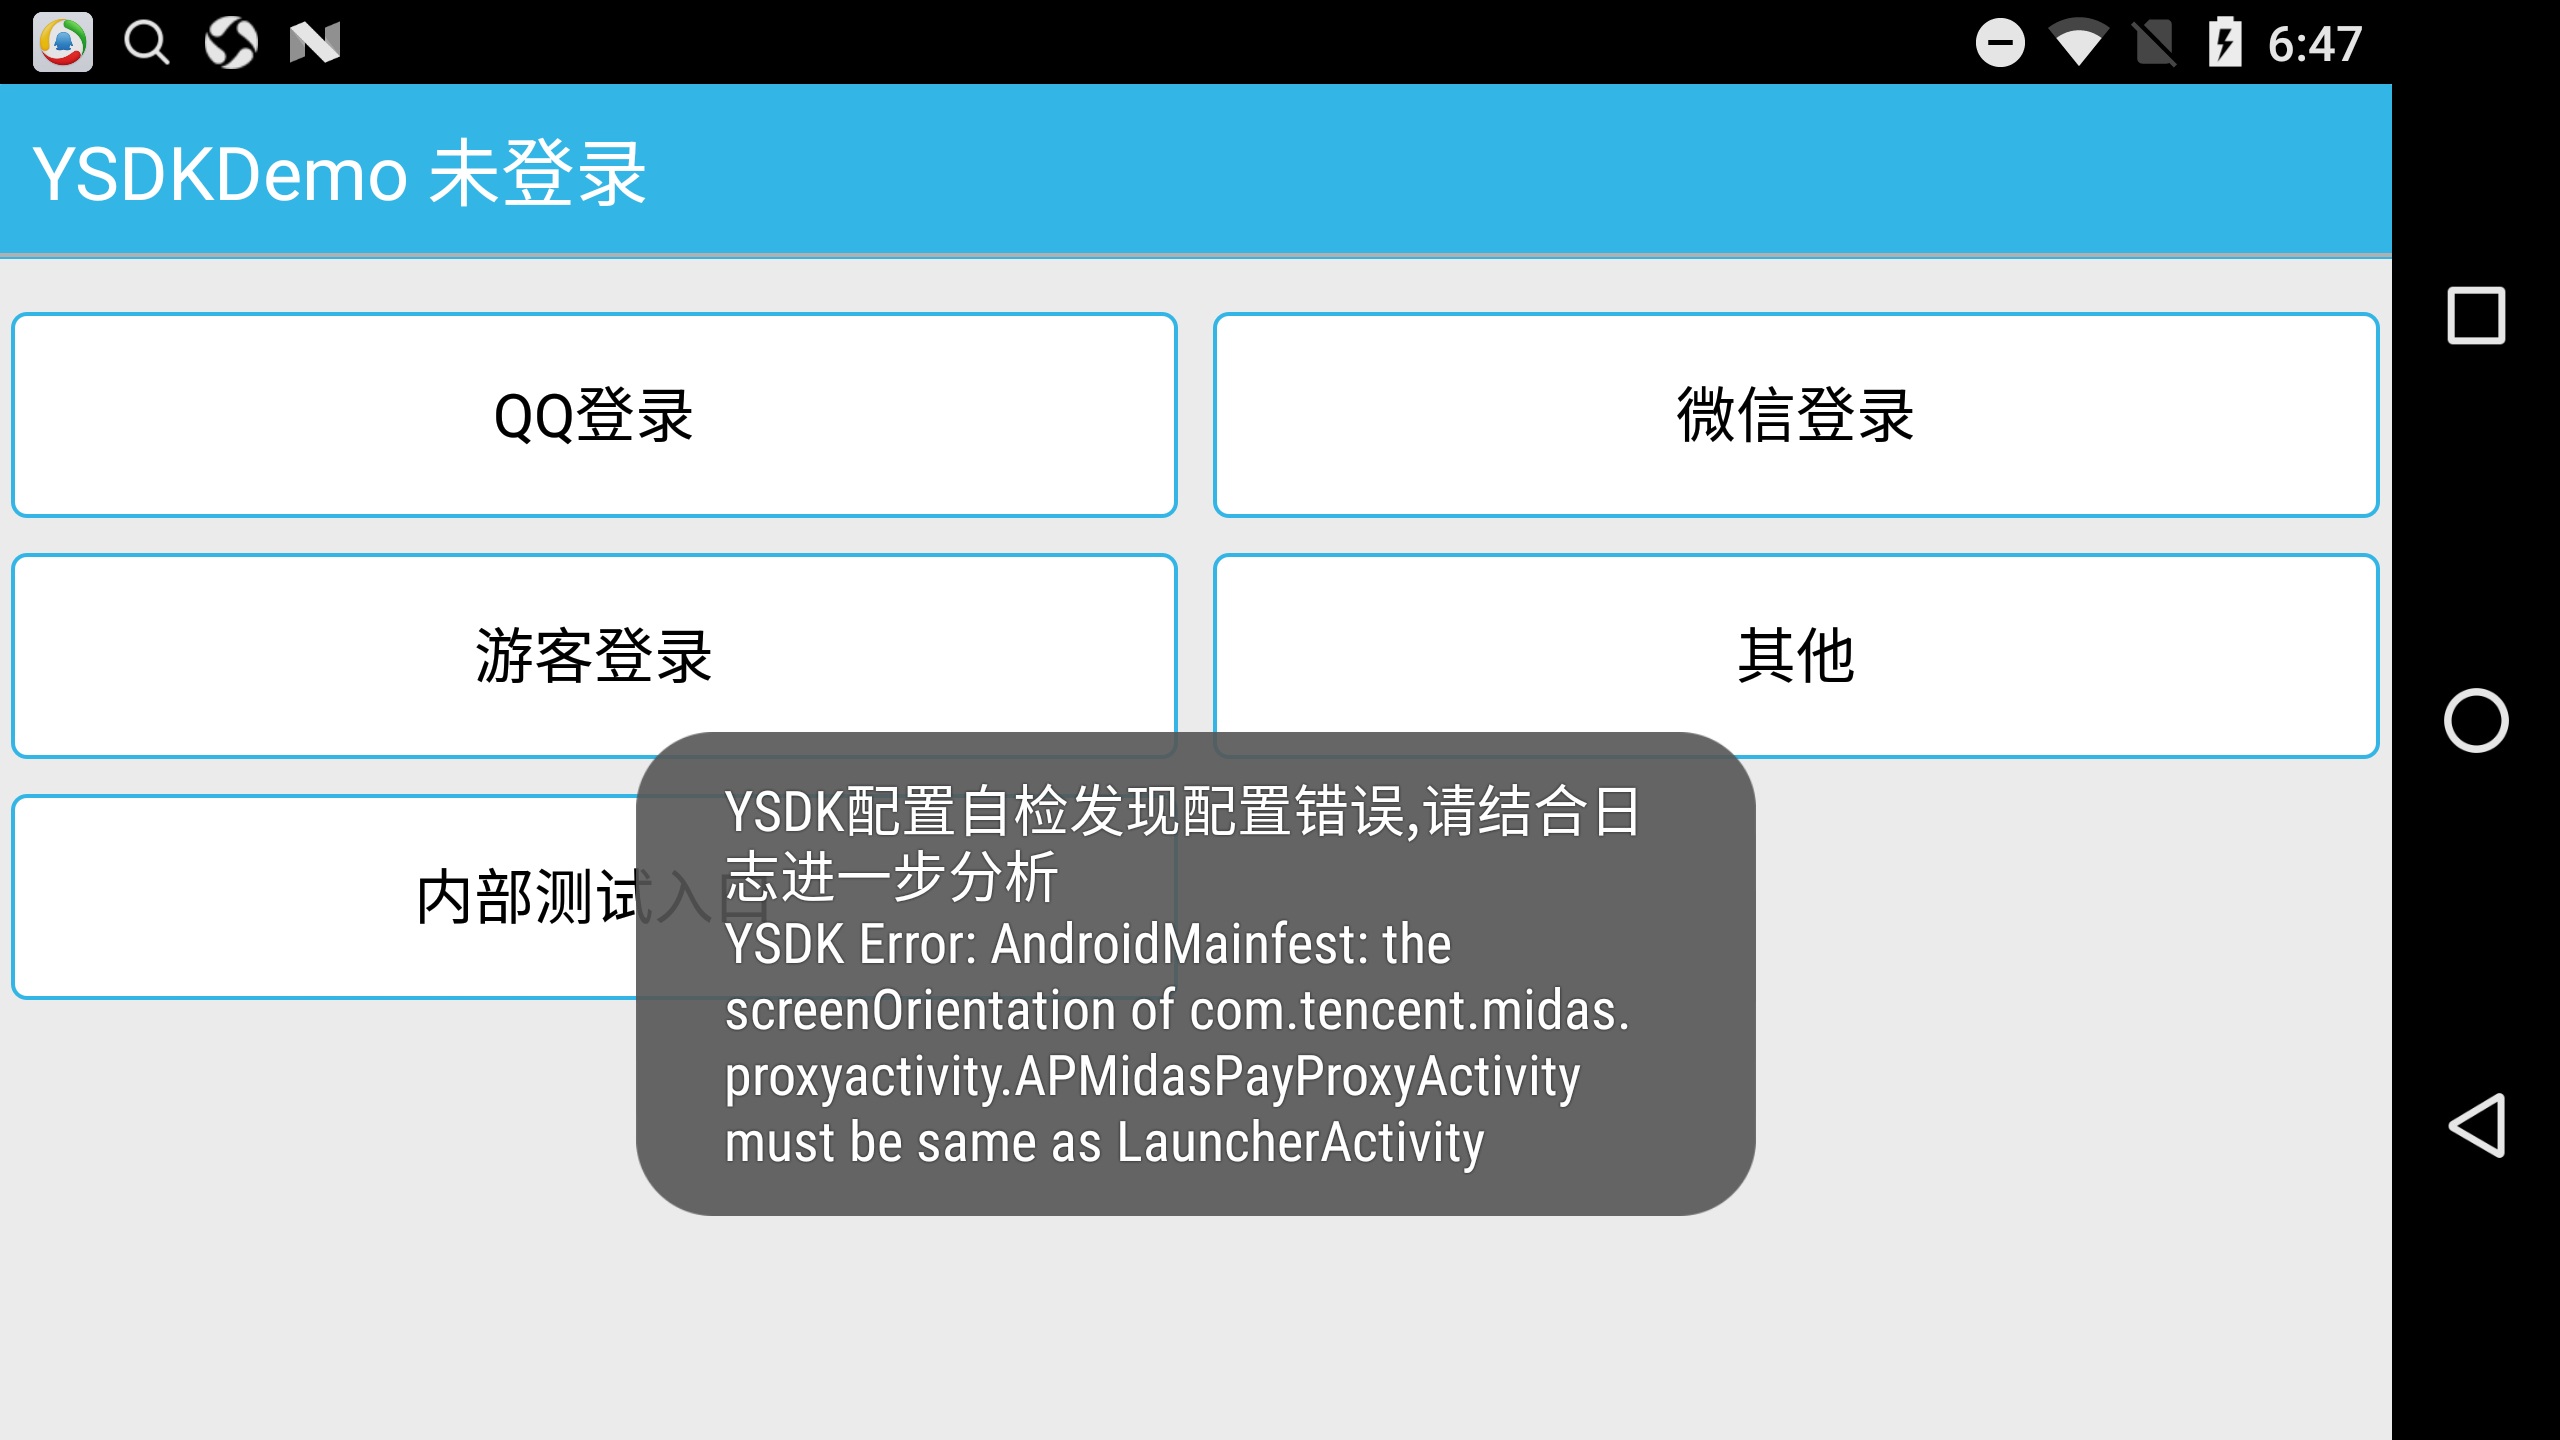 6:47
YSDKDemo 未登录
QQ登录
微信登录
游客登录
其他
内部测试入口
YSDK配置自检发现配置错误,请结合日
志进一步分析
YSDK Error: AndroidMainfest: the
screenOrientation of com.tencent.midas.
proxyactivity.APMidasPayProxyActivity
must be same as LauncherActivity